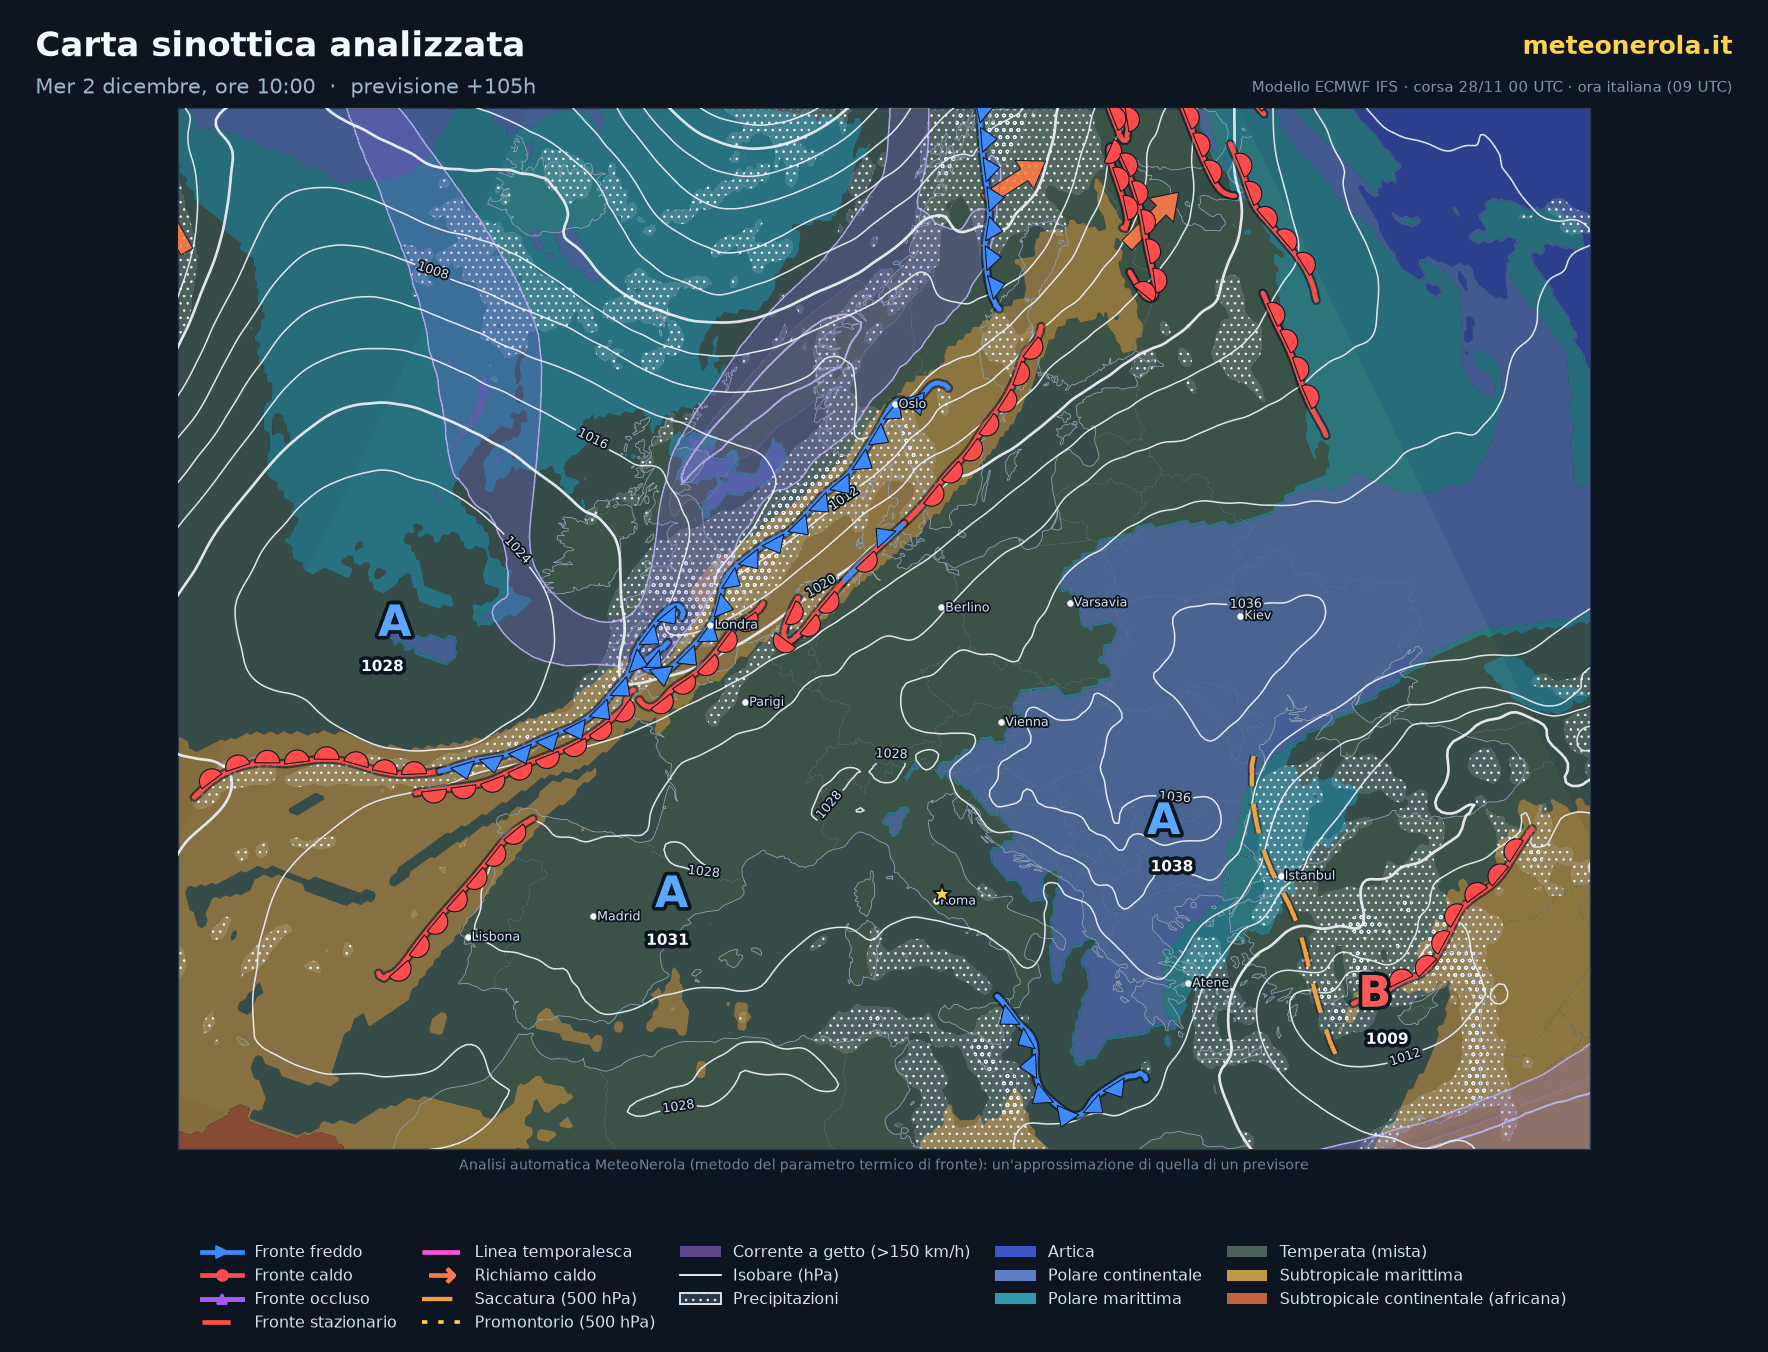 Carta sinottica analizzata
meteonerola.it
Mer 2 dicembre, ore 10:00 · previsione +105h
Modello ECMWF IFS · corsa 28/11 00 UTC · ora italiana (09 UTC)
1008
Oslo
1016
1012
1024
1020
Berlino
Varsavia
1036
Kiev
A
1028
Londra
Parigi
Vienna
1028
1028
1036
A
1038
1028
Istanbul
A
1031
Madrid
Roma
Lisbona
Atene
B
1009
1012
1028
Analisi automatica MeteoNerola (metodo del parametro termico di fronte): un'approssimazione di quella di un previsore
Fronte freddo
Fronte caldo
Fronte occluso
Fronte stazionario
Linea temporalesca
Richiamo caldo
Saccatura (500 hPa)
Promontorio (500 hPa)
Corrente a getto (>150 km/h)
Isobare (hPa)
Precipitazioni
Artica
Polare continentale
Polare marittima
Temperata (mista)
Subtropicale marittima
Subtropicale continentale (africana)